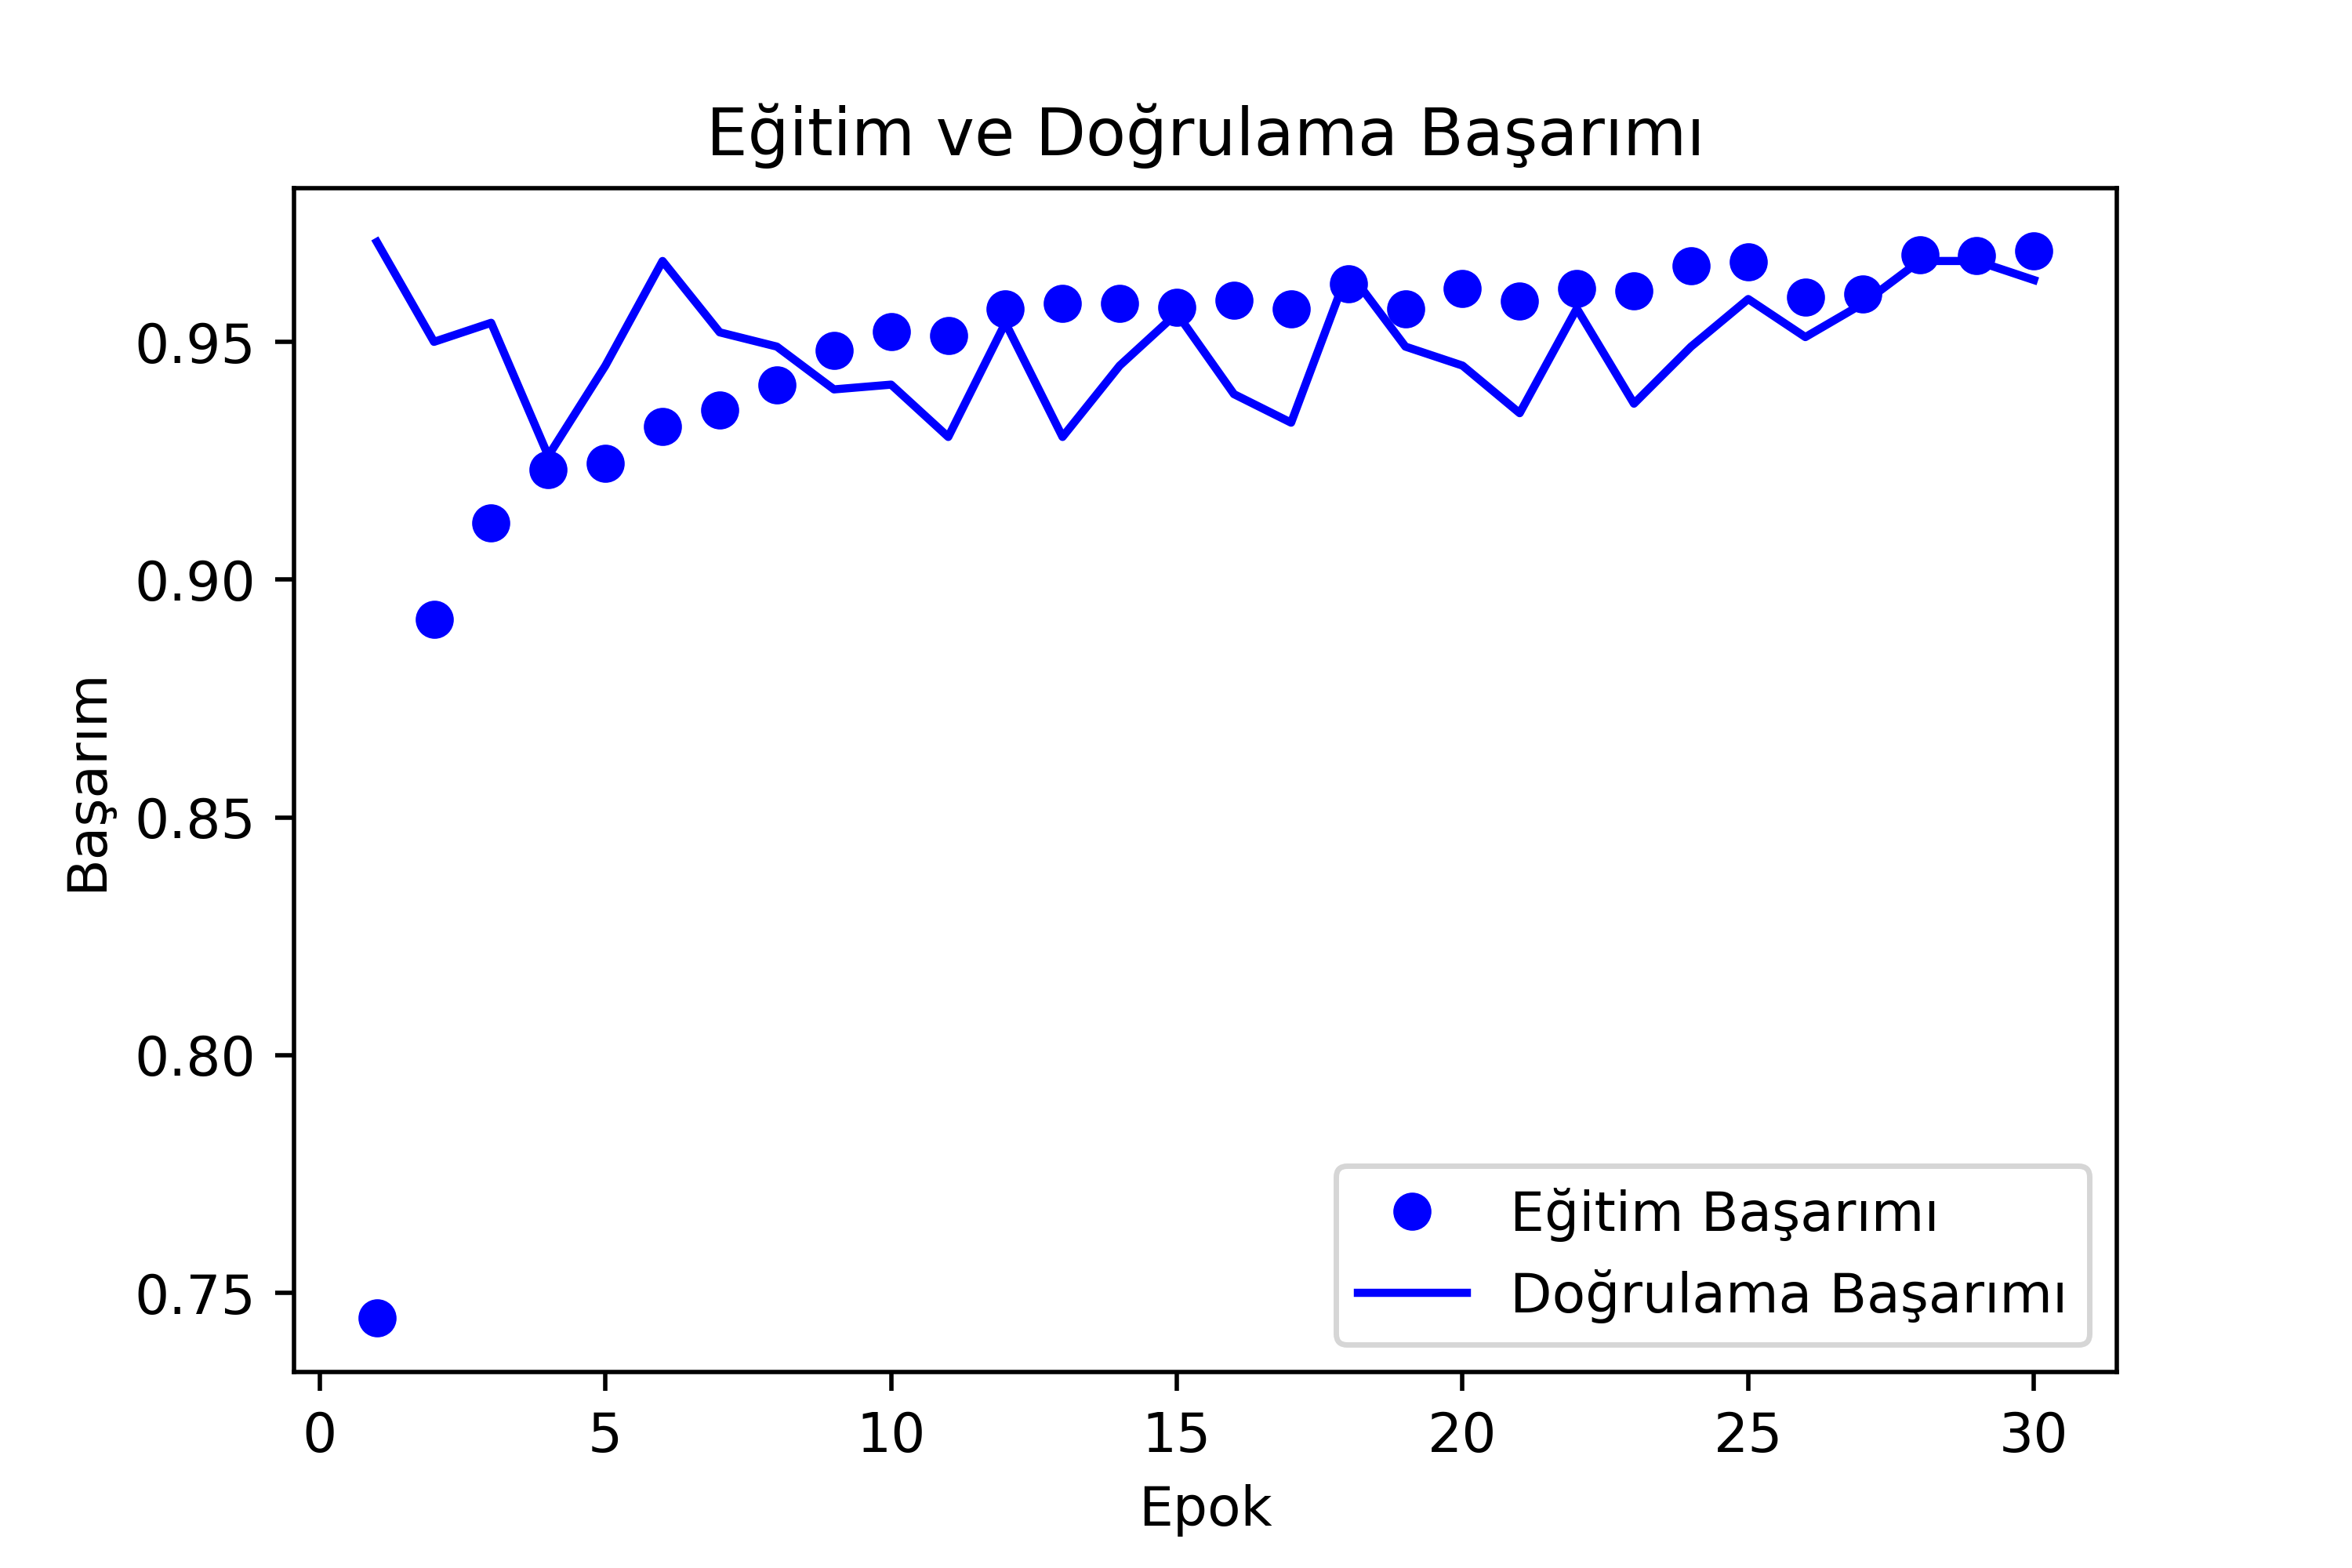 Eğitim ve Doğrulama Başarımı
Başarım
0.95
0.90
0.85
0.80
0.75
Eğitim Başarımı
Doğrulama Başarımı
0 5 10 15 20 25 30
Epok